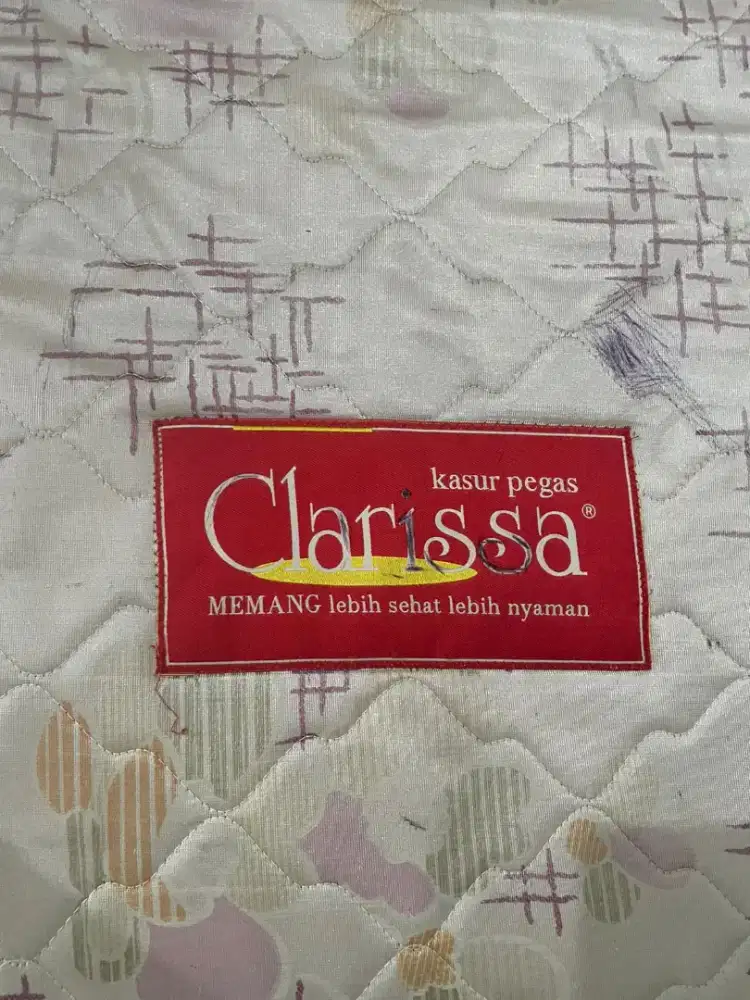 kasur pegas
Clarissa®
MEMANG lebih sehat lebih nyaman